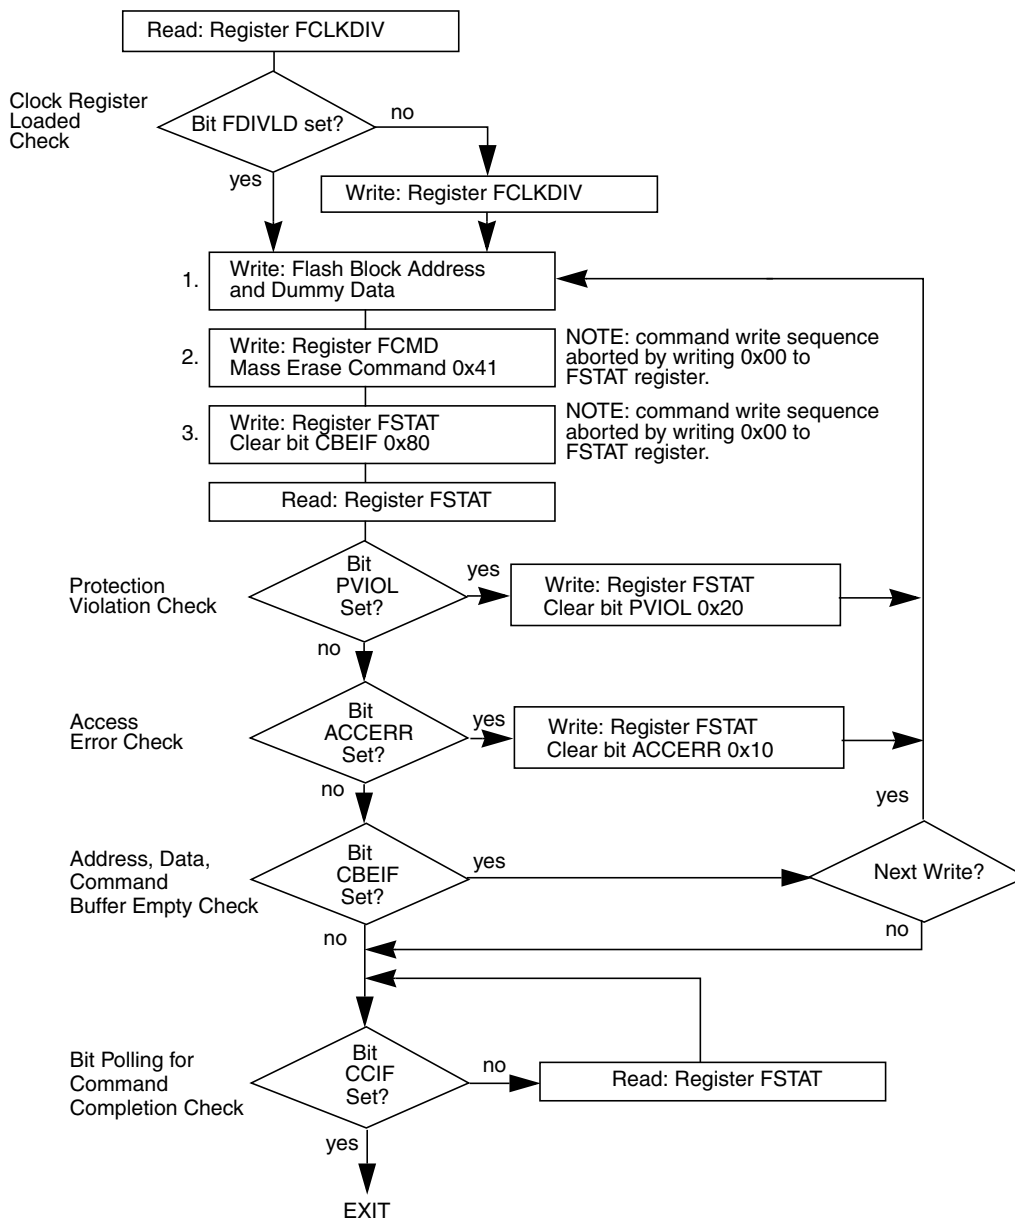 Read: Register FCLKDIV
Clock Register
Loaded
Check
Bit FDIVLD set?
no
yes
Write: Register FCLKDIV
1.
Write: Flash Block Address
and Dummy Data
2.
Write: Register FCMD
Mass Erase Command 0x41
NOTE: command write sequence
aborted by writing 0x00 to
FSTAT register.
3.
Write: Register FSTAT
Clear bit CBEIF 0x80
NOTE: command write sequence
aborted by writing 0x00 to
FSTAT register.
Read: Register FSTAT
Protection
Violation Check
Bit
PVIOL
Set?
yes
Write: Register FSTAT
Clear bit PVIOL 0x20
no
Access
Error Check
Bit
ACCERR
Set?
yes
Write: Register FSTAT
Clear bit ACCERR 0x10
no
yes
Address, Data,
Command
Buffer Empty Check
Bit
CBEIF
Set?
yes
Next Write?
no
no
Bit Polling for
Command
Completion Check
Bit
CCIF
Set?
no
Read: Register FSTAT
yes
EXIT